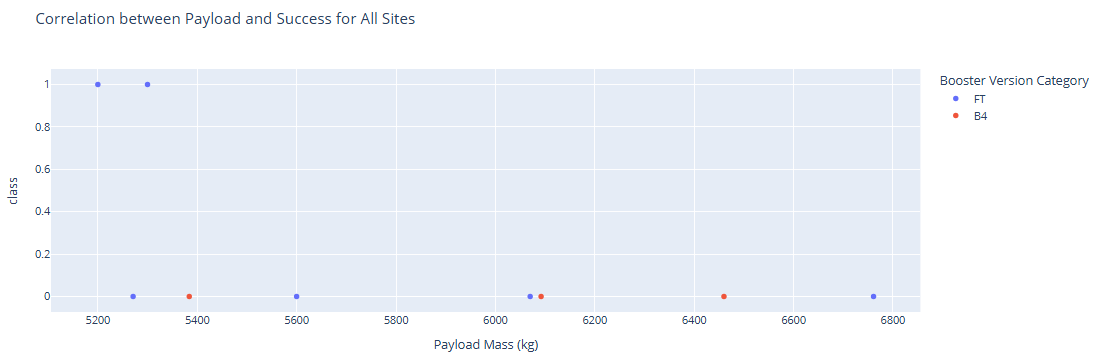 Correlation between Payload and Success for All Sites
Booster Version Category
FT
B4
1
0.8
0.6
0.4
0.2
0
class
5200 5400 5600 5800 6000 6200 6400 6600 6800
Payload Mass (kg)